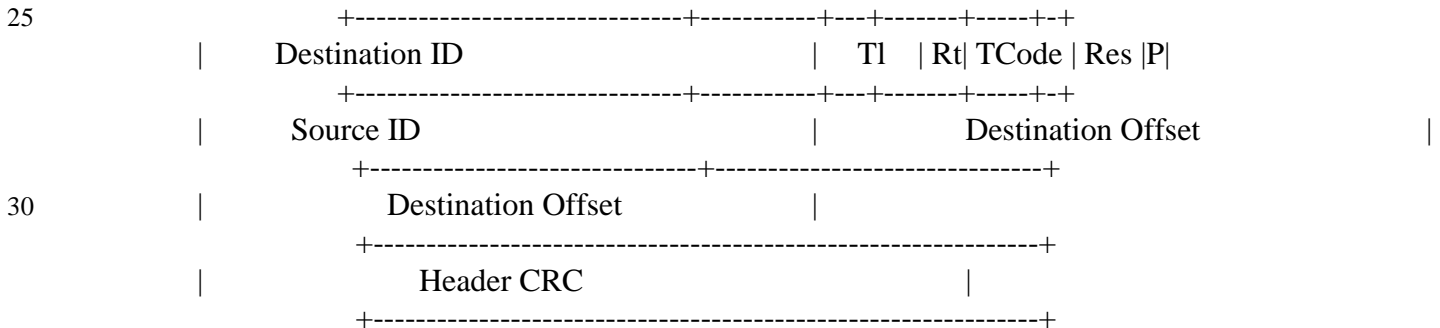 25 +-------------------------------+-----------+---+-------+-----+-+
| Destination ID | Tl | Rt| TCode | Res |P|
+-------------------------------+-----------+---+-------+-----+-+
| Source ID | Destination Offset |
+-------------------------------+-------------------------------+
30 | Destination Offset |
+---------------------------------------------------------------+
| Header CRC |
+---------------------------------------------------------------+